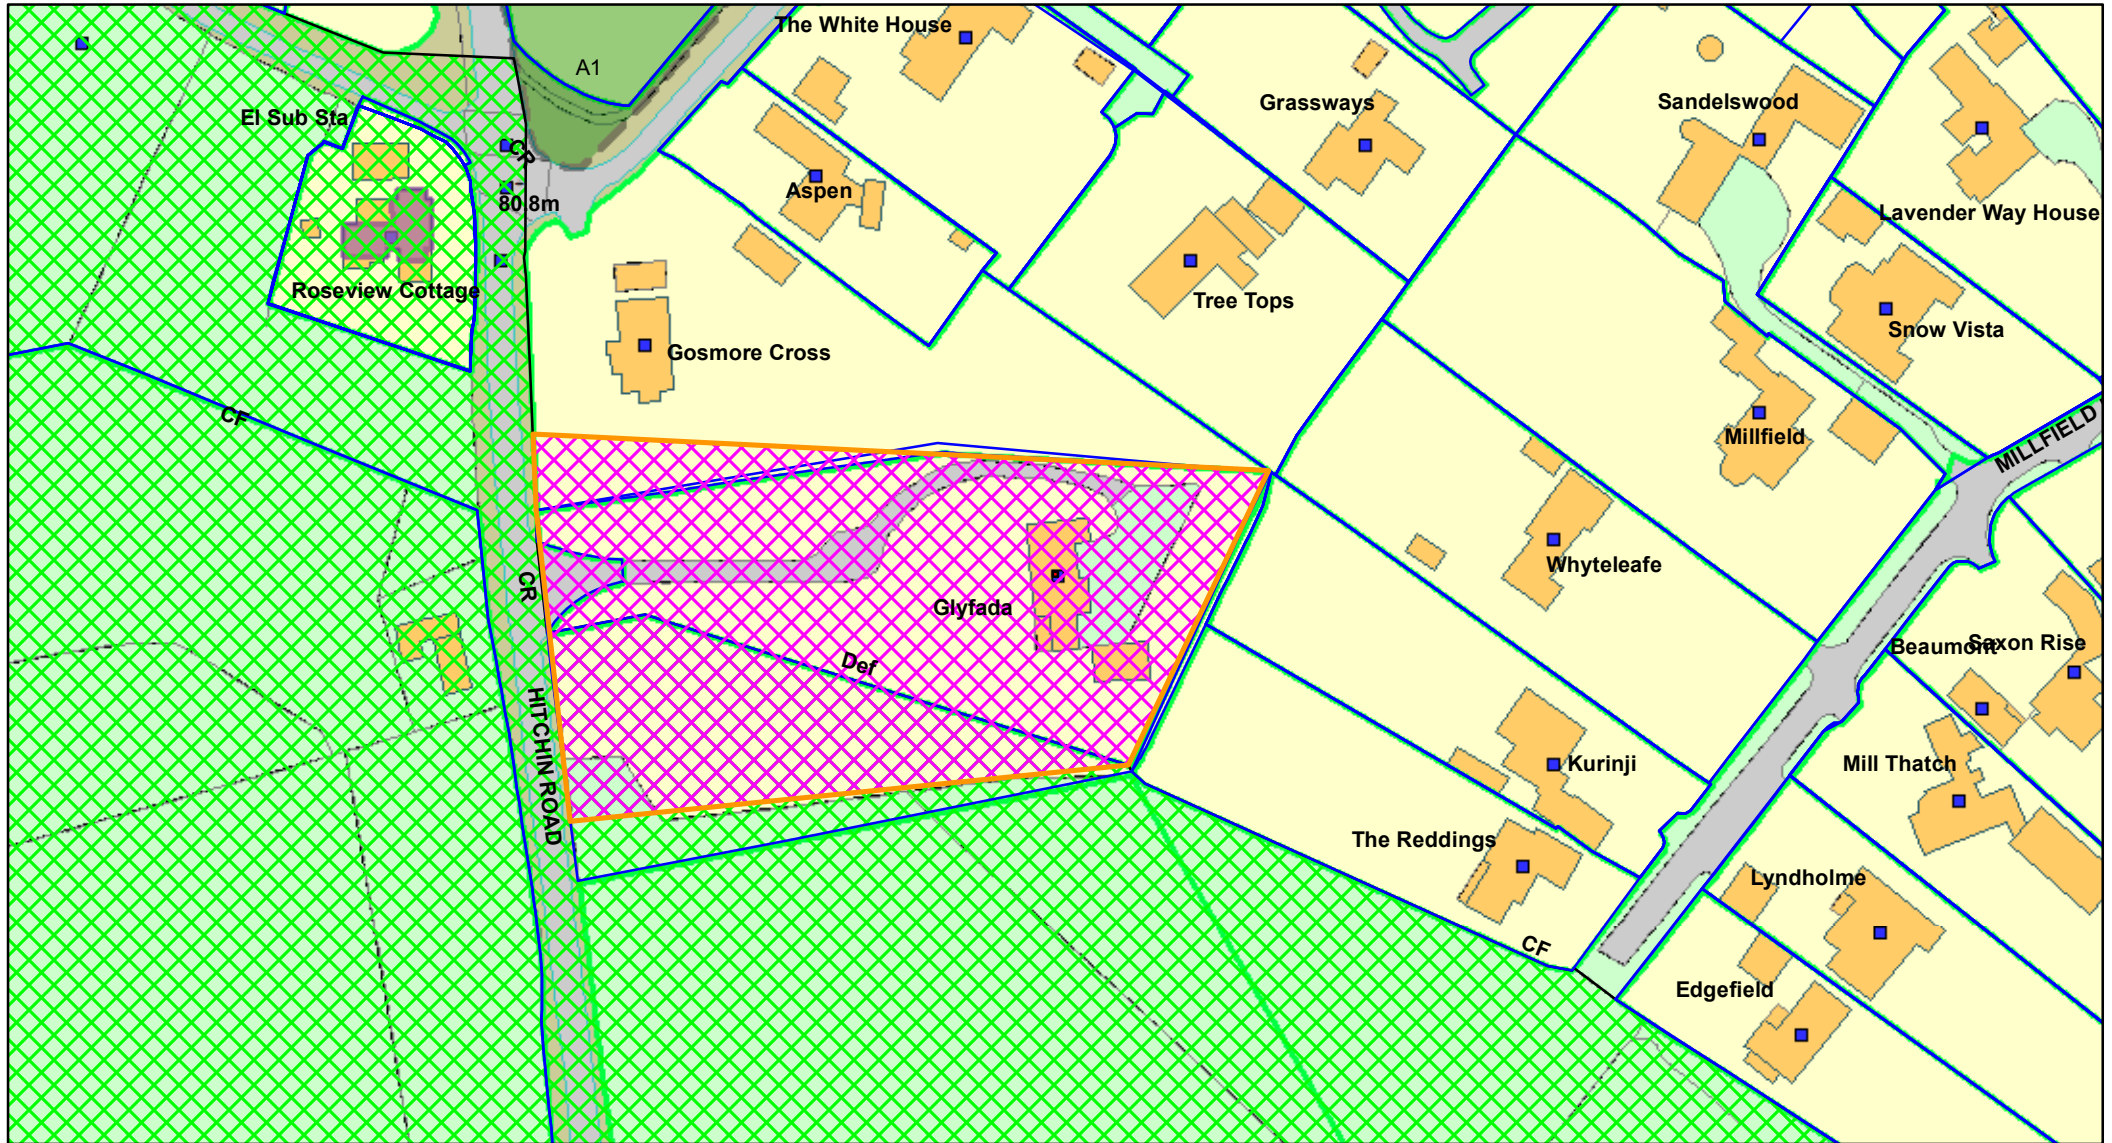 The White House
A1
Grassways
Sandelswood
El Sub Sta
CR
Aspen
80.8m
Lavender Way House
Roseview Cottage
Tree Tops
Snow Vista
Gosmore Cross
CF
Millfield
MILLFIELD
Whyteleafe
CR
Glyfada
Beaumont
Saxon Rise
Def
HITCHIN ROAD
Kurinji
Mill Thatch
The Reddings
Lyndholme
CF
Edgefield